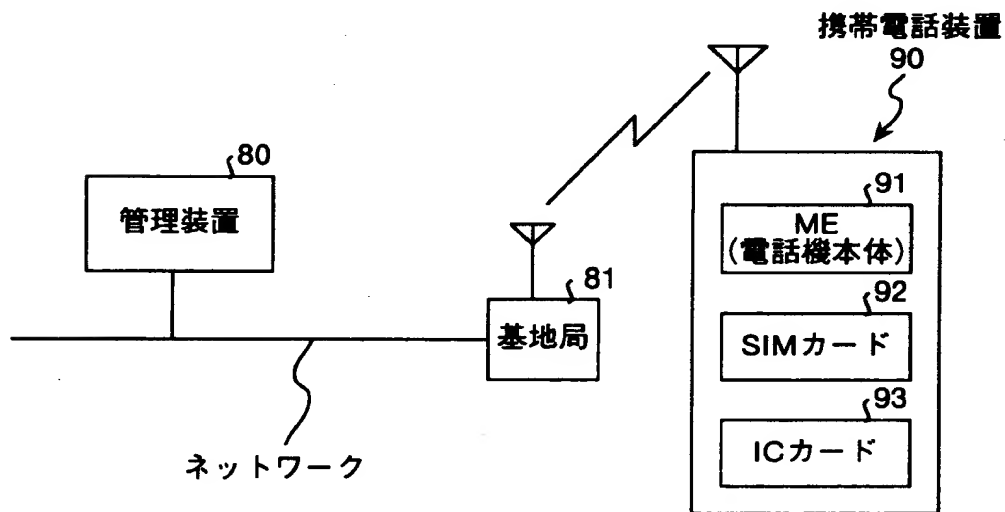 携帯電話装置
90
80
管理装置
91
ME
(電話機本体)
81
基地局
92
SIMカード
93
ICカード
ネットワーク